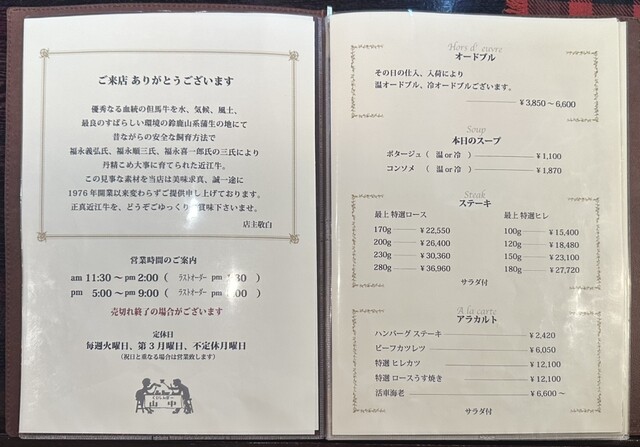 ご来店 ありがとうございます
優秀なる血統の但馬牛を水、気候、風土、
最良のすばらしい環境の鈴鹿山系蒲生の地にて
昔ながらの安全な飼育方法で
福永義弘氏、福永順三氏、福永喜一郎氏の三氏により
丹精こめ大事に育てられた近江牛。
この見事な素材を当店は美味求真、誠一途に
1976年開業以来変わらずご提供申し上げております。
正真近江牛を、どうぞごゆっくり賞味下さいませ。
店主敬白
営業時間のご案内
am 11:30 ~ pm 2:00 ( ラストオーダー pm :30 )
pm 5:00 ~ pm 9:00 ( ラストオーダー pm :00 )
売切れ終了の場合がございます
定休日
毎週火曜日、第3月曜日、不定休月曜日
(祝日と重なる場合は営業致します)
山中
Hors d'euvre
オードブル
その日の仕入、入荷により
温オードブル、冷オードブルございます。
¥3,850~6,600
Soup
本日のスープ
ポタージュ ( 温 or 冷 ) ¥1,100
コンソメ ( 温 or 冷 ) ¥1,870
Steak
ステーキ
最上 特選ロース
170g ¥22,550
200g ¥26,400
230g ¥30,360
280g ¥36,960
最上 特選ヒレ
100g ¥15,400
120g ¥18,480
150g ¥23,100
180g ¥27,720
サラダ付
A la carte
アラカルト
ハンバーグ ステーキ ¥2,420
ビーフカツレツ ¥6,050
特選 ヒレカツ ¥12,100
特選 ロースうす焼き ¥12,100
活車海老 ¥6,600~
サラダ付